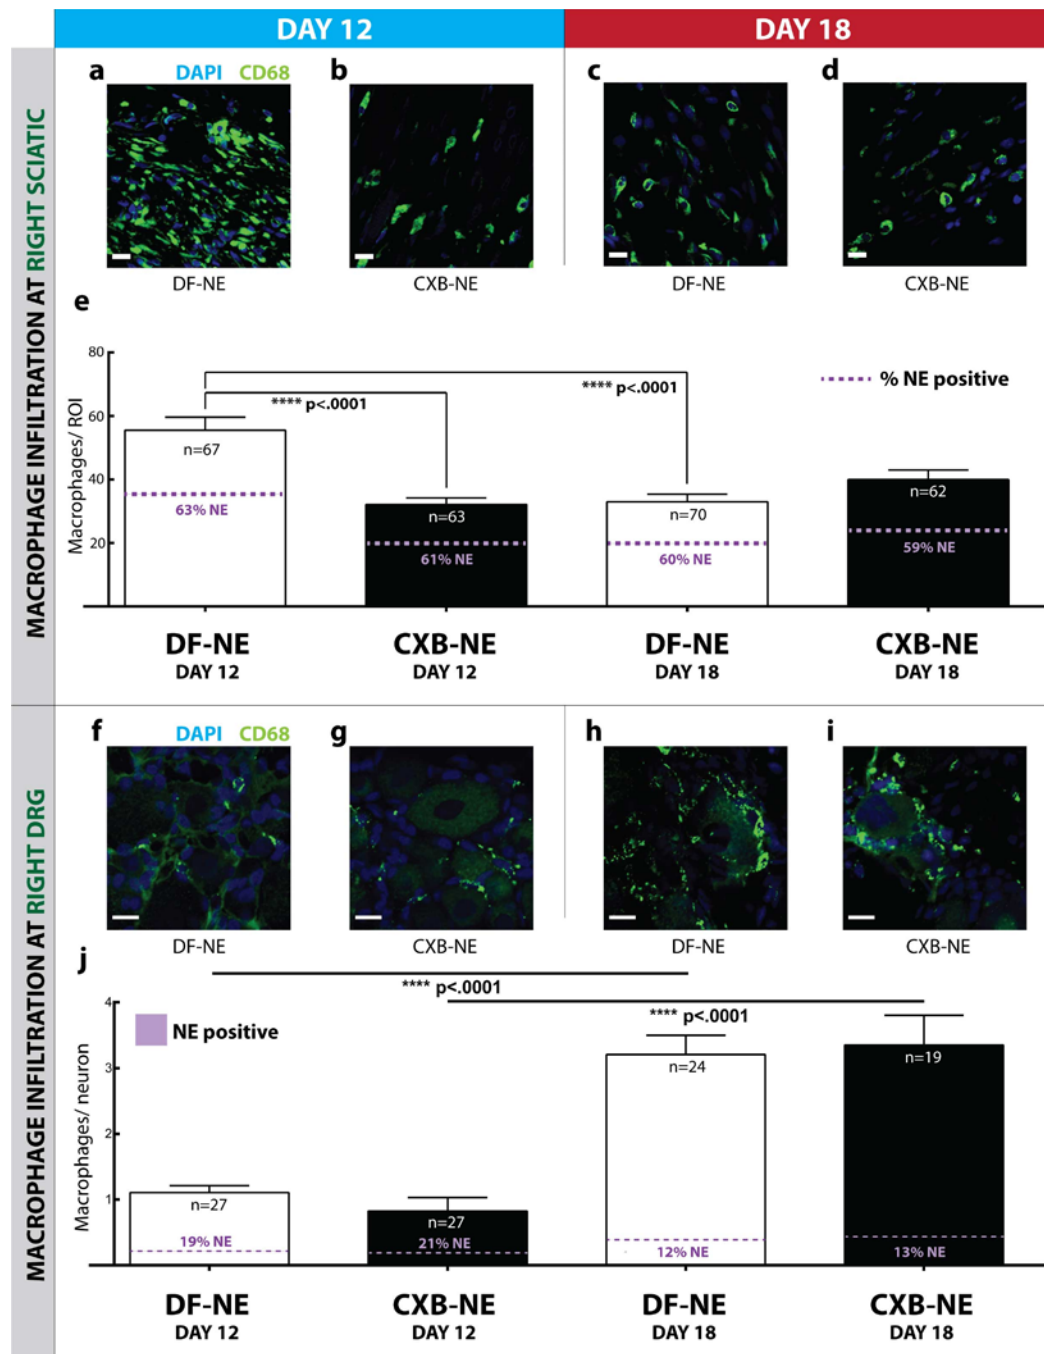 DAY 12
DAY 18
MACROPHAGE INFILTRATION AT RIGHT SCIATIC
a
DAPI CD68
b
c
d
DF-NE
CXB-NE
DF-NE
CXB-NE
e
80
60
40
20
Macrophages/ ROI
**** p<.0001
**** p<.0001
% NE positive
n=67
n=63
n=70
n=62
63% NE
61% NE
60% NE
59% NE
DF-NE
DAY 12
CXB-NE
DAY 12
DF-NE
DAY 18
CXB-NE
DAY 18
MACROPHAGE INFILTRATION AT RIGHT DRG
f
DAPI CD68
g
h
i
DF-NE
CXB-NE
DF-NE
CXB-NE
j
**** p<.0001
**** p<.0001
4
3
2
1
Macrophages/ neuron
NE positive
n=27
n=27
n=24
n=19
19% NE
21% NE
12% NE
13% NE
DF-NE
DAY 12
CXB-NE
DAY 12
DF-NE
DAY 18
CXB-NE
DAY 18